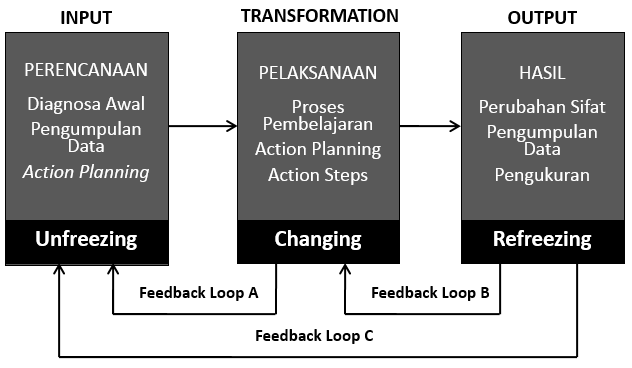 INPUT
PERENCANAAN
Diagnosa Awal
Pengumpulan
Data
Action Planning
Unfreezing
TRANSFORMATION
PELAKSANAAN
Proses
Pembelajaran
Action Planning
Action Steps
Changing
OUTPUT
HASIL
Perubahan Sifat
Pengumpulan
Data
Pengukuran
Refreezing
Feedback Loop A
Feedback Loop B
Feedback Loop C